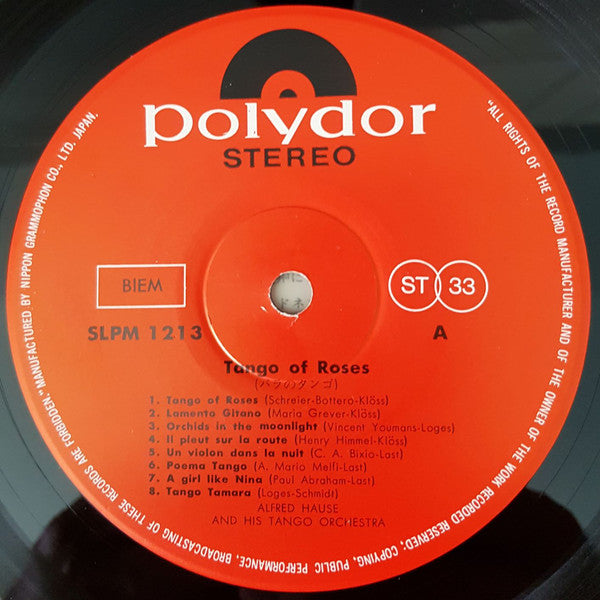 polydor
STEREO
BIEM
ST 33
SLPM 1213
A
Tango of Roses
(バラのタンゴ)
1. Tango of Roses (Schreier-Bottero-Klöss)
2. Lamento Gitano (Maria Grever-Klöss)
3. Orchids in the moonlight (Vincent Youmans-Loges)
4. Il pleut sur la route (Henry Himmel-Klöss)
5. Un violon dans la nuit (C. A. Bixio-Last)
6. Poema Tango (A. Mario Melfi-Last)
7. A girl like Nina (Paul Abraham-Last)
8. Tango Tamara (Loges-Schmidt)
ALFRED HAUSE
AND HIS TANGO ORCHESTRA
"ALL RIGHTS OF THE RECORD MANUFACTURER AND OF THE OWNER OF THE WORK RECORDED RESERVED; COPYING, PUBLIC PERFORMANCE, BROADCASTING OF THESE RECORDS ARE FORBIDDEN." MANUFACTURED BY NIPPON GRAMMOPHON CO., LTD. JAPAN.